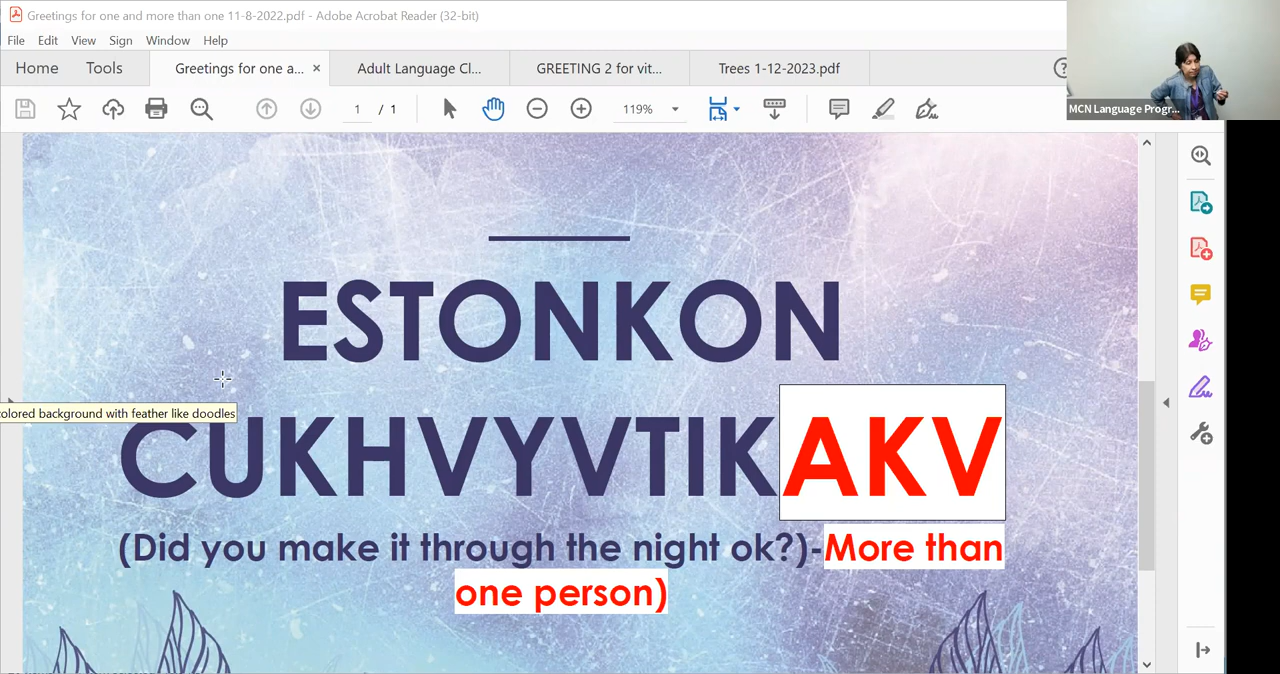 Greetings for one and more than one 11-8-2022.pdf - Adobe Acrobat Reader (32-bit)
File Edit View Sign Window Help
Home Tools Greetings for one a... × Adult Language Cl... GREETING 2 for vit... Trees 1-12-2023.pdf
1 / 1 119%
MCN Language Progr...
ESTONKON
colored background with feather like doodles
CUKHVYVTIKAKV
(Did you make it through the night ok?)-More than
one person)